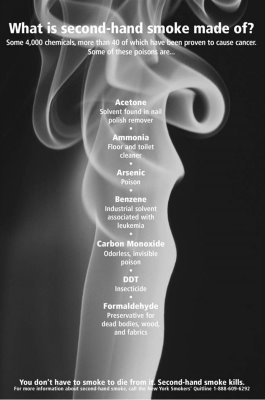 What is second-hand smoke made of?
Some 4,000 chemicals, more than 40 of which have been proven to cause cancer.
Some of these poisons are...
Acetone
Solvent found in nail
polish remover
•
Ammonia
Floor and toilet
cleaner
•
Arsenic
Poison
•
Benzene
Industrial solvent
associated with
leukemia
•
Carbon Monoxide
Odorless, invisible
poison
•
DDT
Insecticide
•
Formaldehyde
Preservative for
dead bodies, wood,
and fabrics
You don't have to smoke to die from it. Second-hand smoke kills.
For more information about second-hand smoke, call the New York Smokers' Quitline 1-888-609-6292